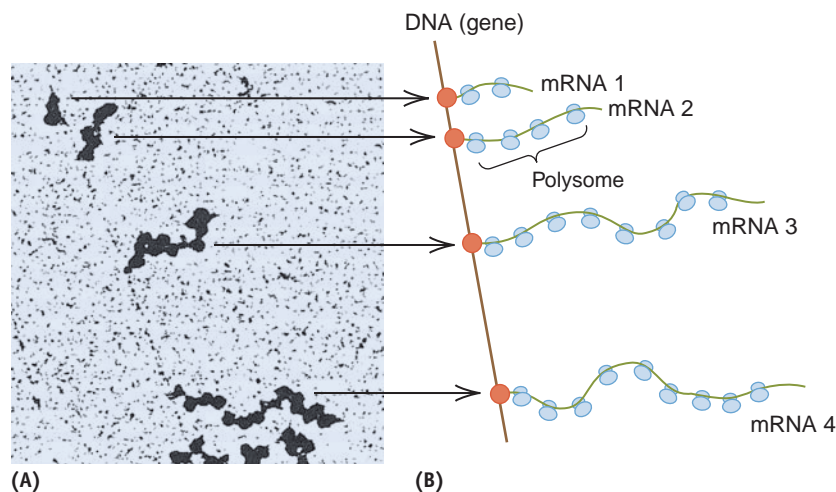 DNA (gene)
mRNA 1
mRNA 2
Polysome
mRNA 3
mRNA 4
(A)
(B)